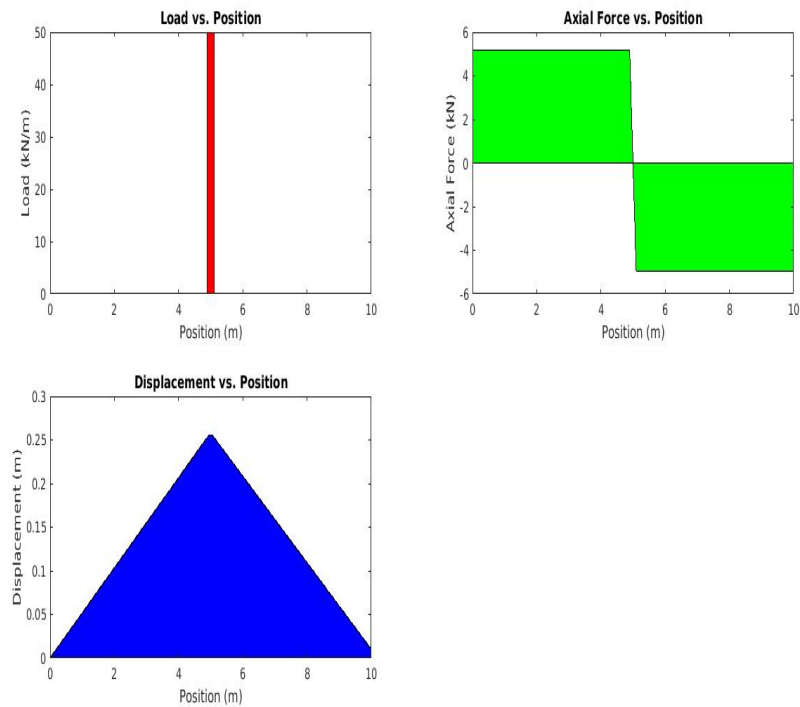 Load vs. Position
50
40
30
20
10
0
Load (kN/m)
0 2 4 6 8 10
Position (m)
Axial Force vs. Position
6
4
2
0
-2
-4
-6
Axial Force (kN)
0 2 4 6 8 10
Position (m)
Displacement vs. Position
0.3
0.25
0.2
0.15
0.1
0.05
0
Displacement (m)
0 2 4 6 8 10
Position (m)